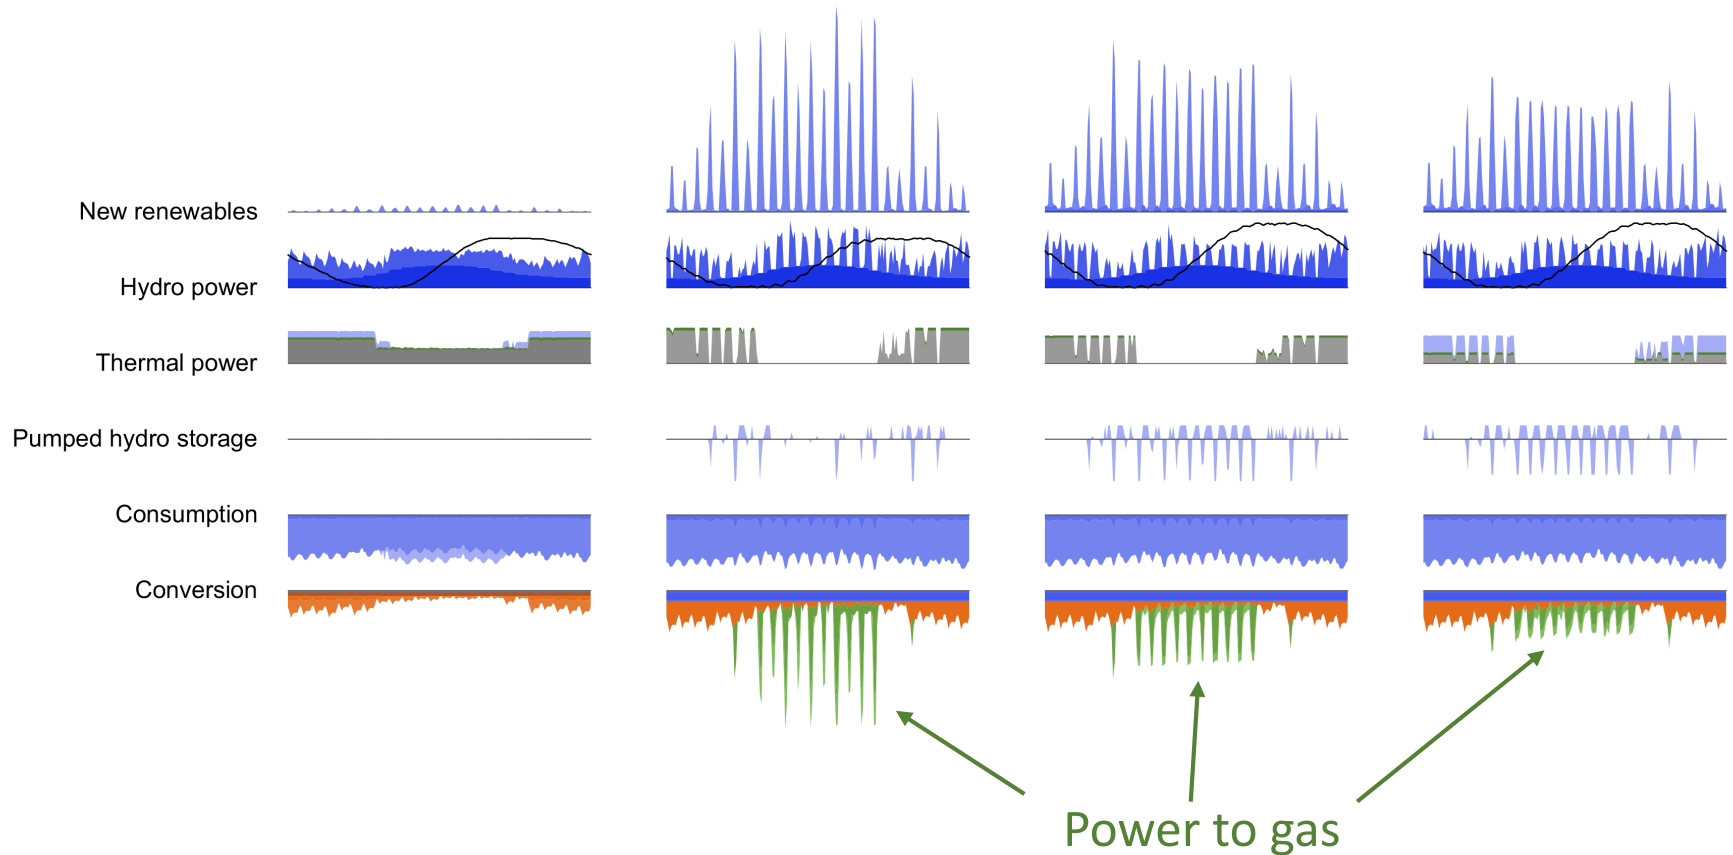 New renewables
Hydro power
Thermal power
Pumped hydro storage
Consumption
Conversion
Power to gas